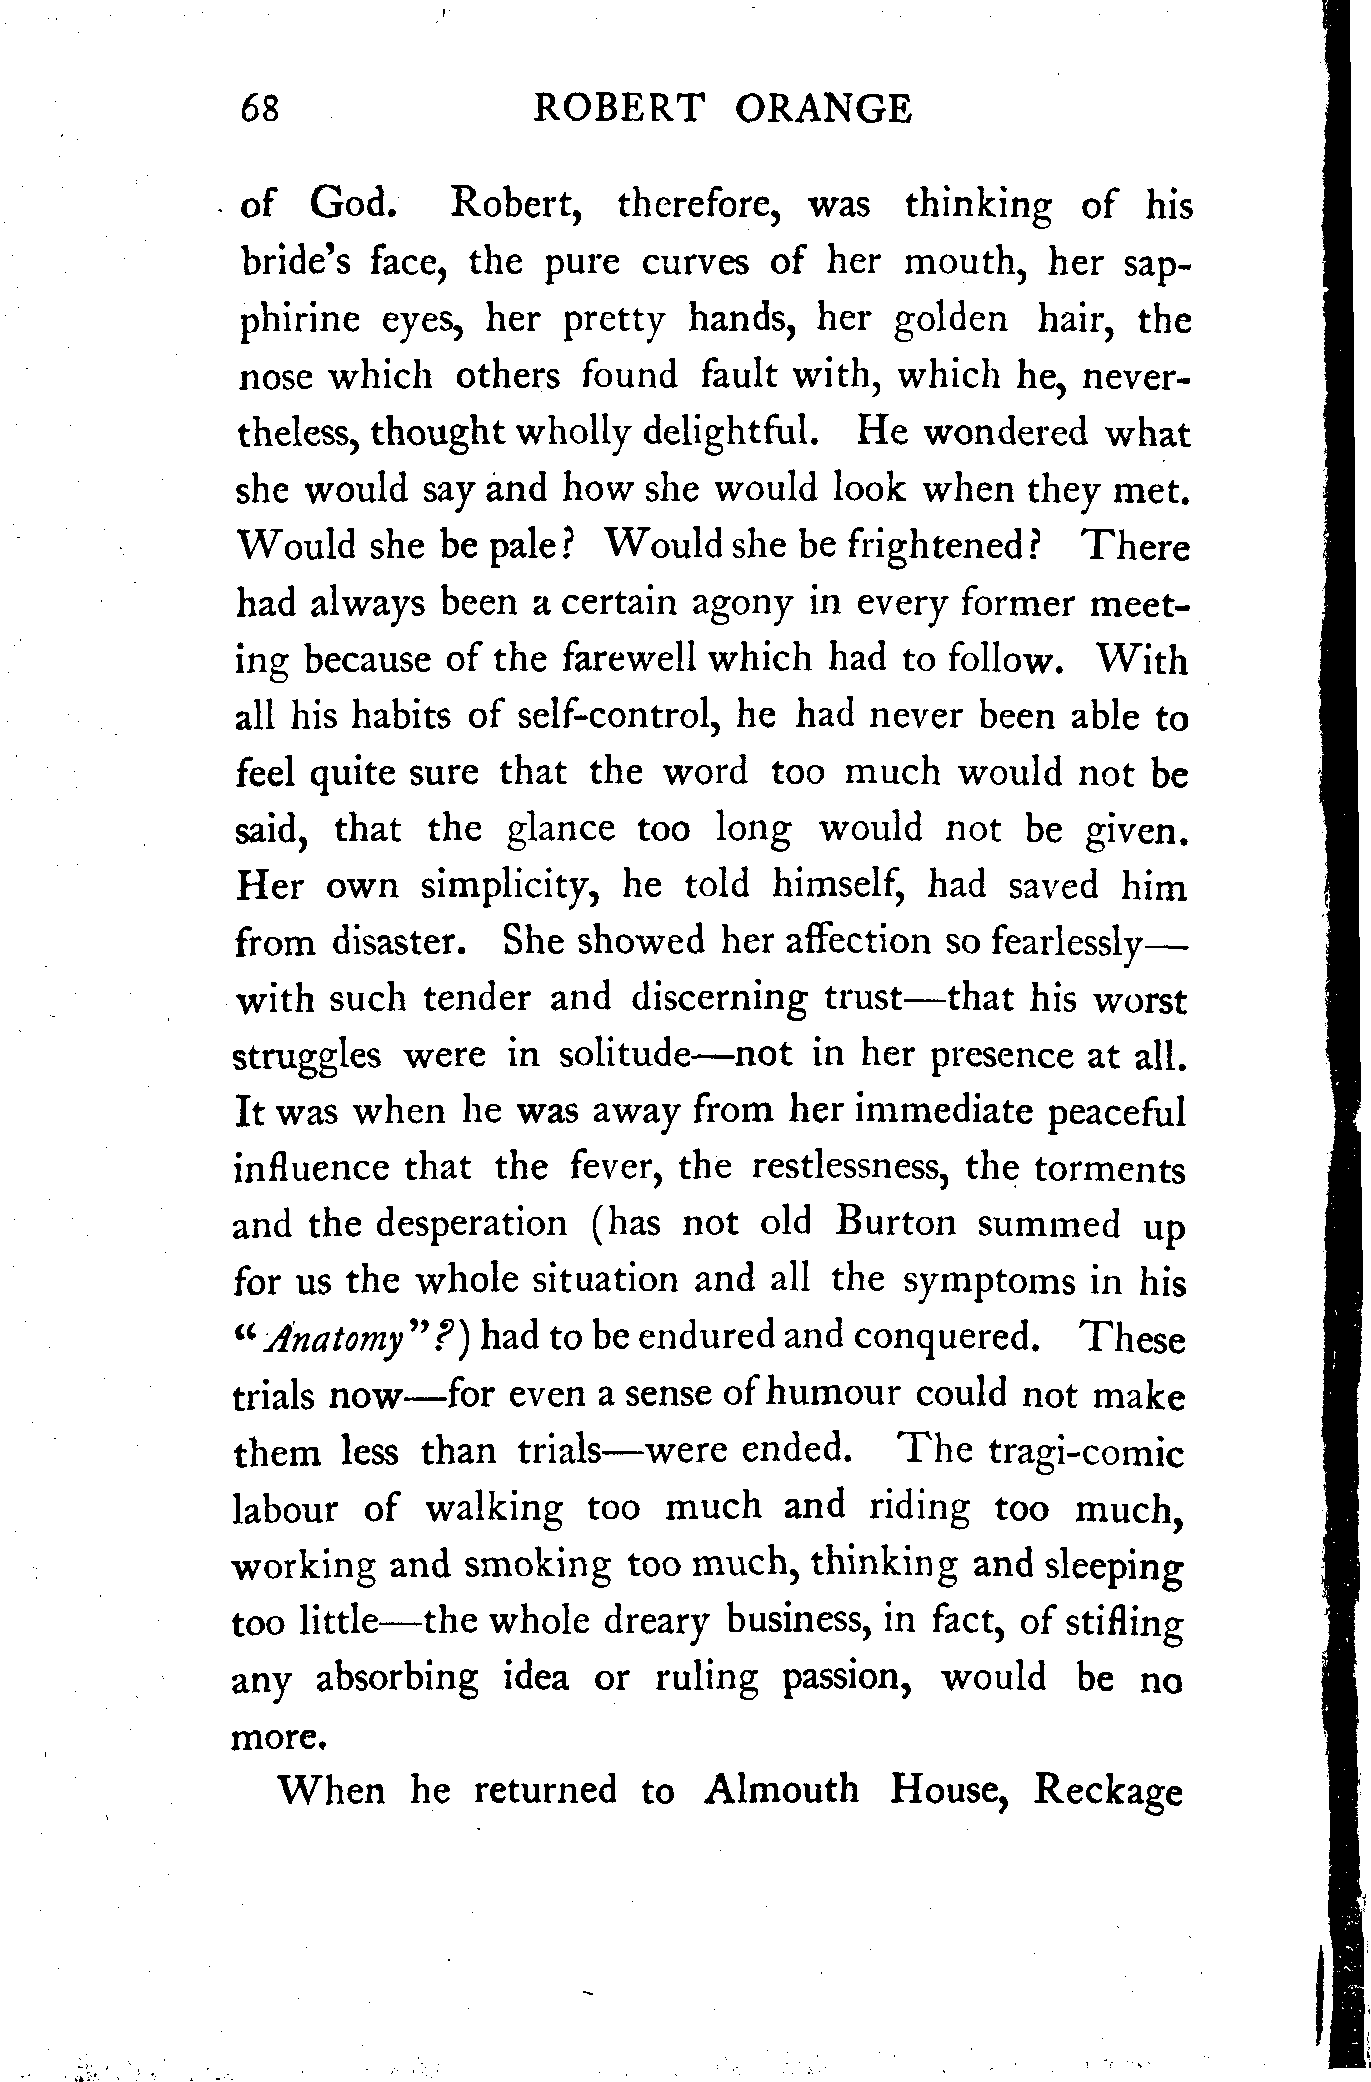 68 ROBERT ORANGE
of God. Robert, therefore, was thinking of his
bride's face, the pure curves of her mouth, her sap-
phirine eyes, her pretty hands, her golden hair, the
nose which others found fault with, which he, never-
theless, thought wholly delightful. He wondered what
she would say and how she would look when they met.
Would she be pale? Would she be frightened? There
had always been a certain agony in every former meet-
ing because of the farewell which had to follow. With
all his habits of self-control, he had never been able to
feel quite sure that the word too much would not be
said, that the glance too long would not be given.
Her own simplicity, he told himself, had saved him
from disaster. She showed her affection so fearlessly—
with such tender and discerning trust—that his worst
struggles were in solitude—not in her presence at all.
It was when he was away from her immediate peaceful
influence that the fever, the restlessness, the torments
and the desperation (has not old Burton summed up
for us the whole situation and all the symptoms in his
"Anatomy"?) had to be endured and conquered. These
trials now—for even a sense of humour could not make
them less than trials—were ended. The tragi-comic
labour of walking too much and riding too much,
working and smoking too much, thinking and sleeping
too little—the whole dreary business, in fact, of stifling
any absorbing idea or ruling passion, would be no
more.
When he returned to Almouth House, Reckage